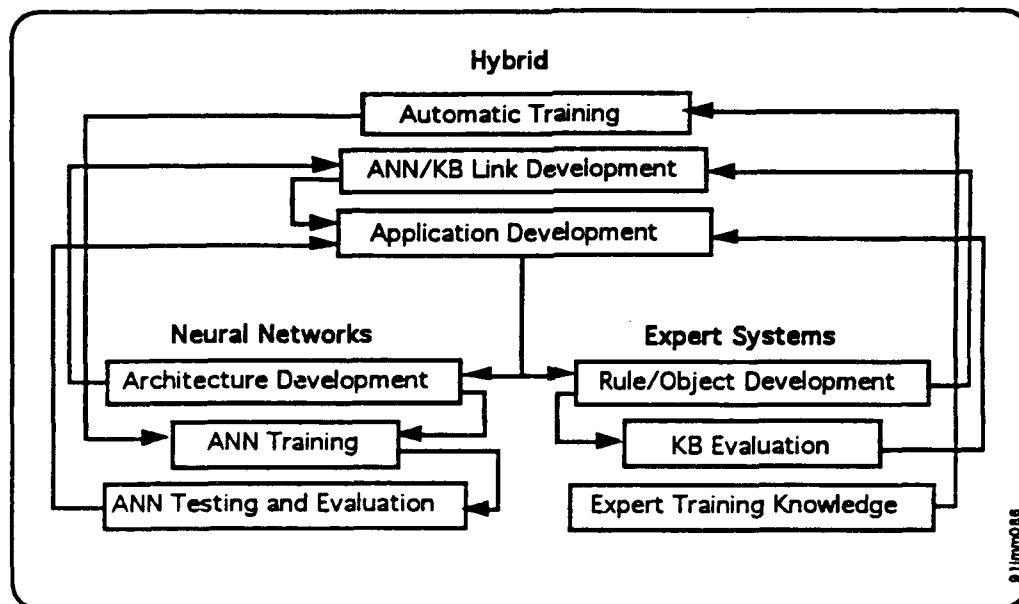 Hybrid
Automatic Training
ANN/KB Link Development
Application Development
Neural Networks
Architecture Development
ANN Training
ANN Testing and Evaluation
Expert Systems
Rule/Object Development
KB Evaluation
Expert Training Knowledge